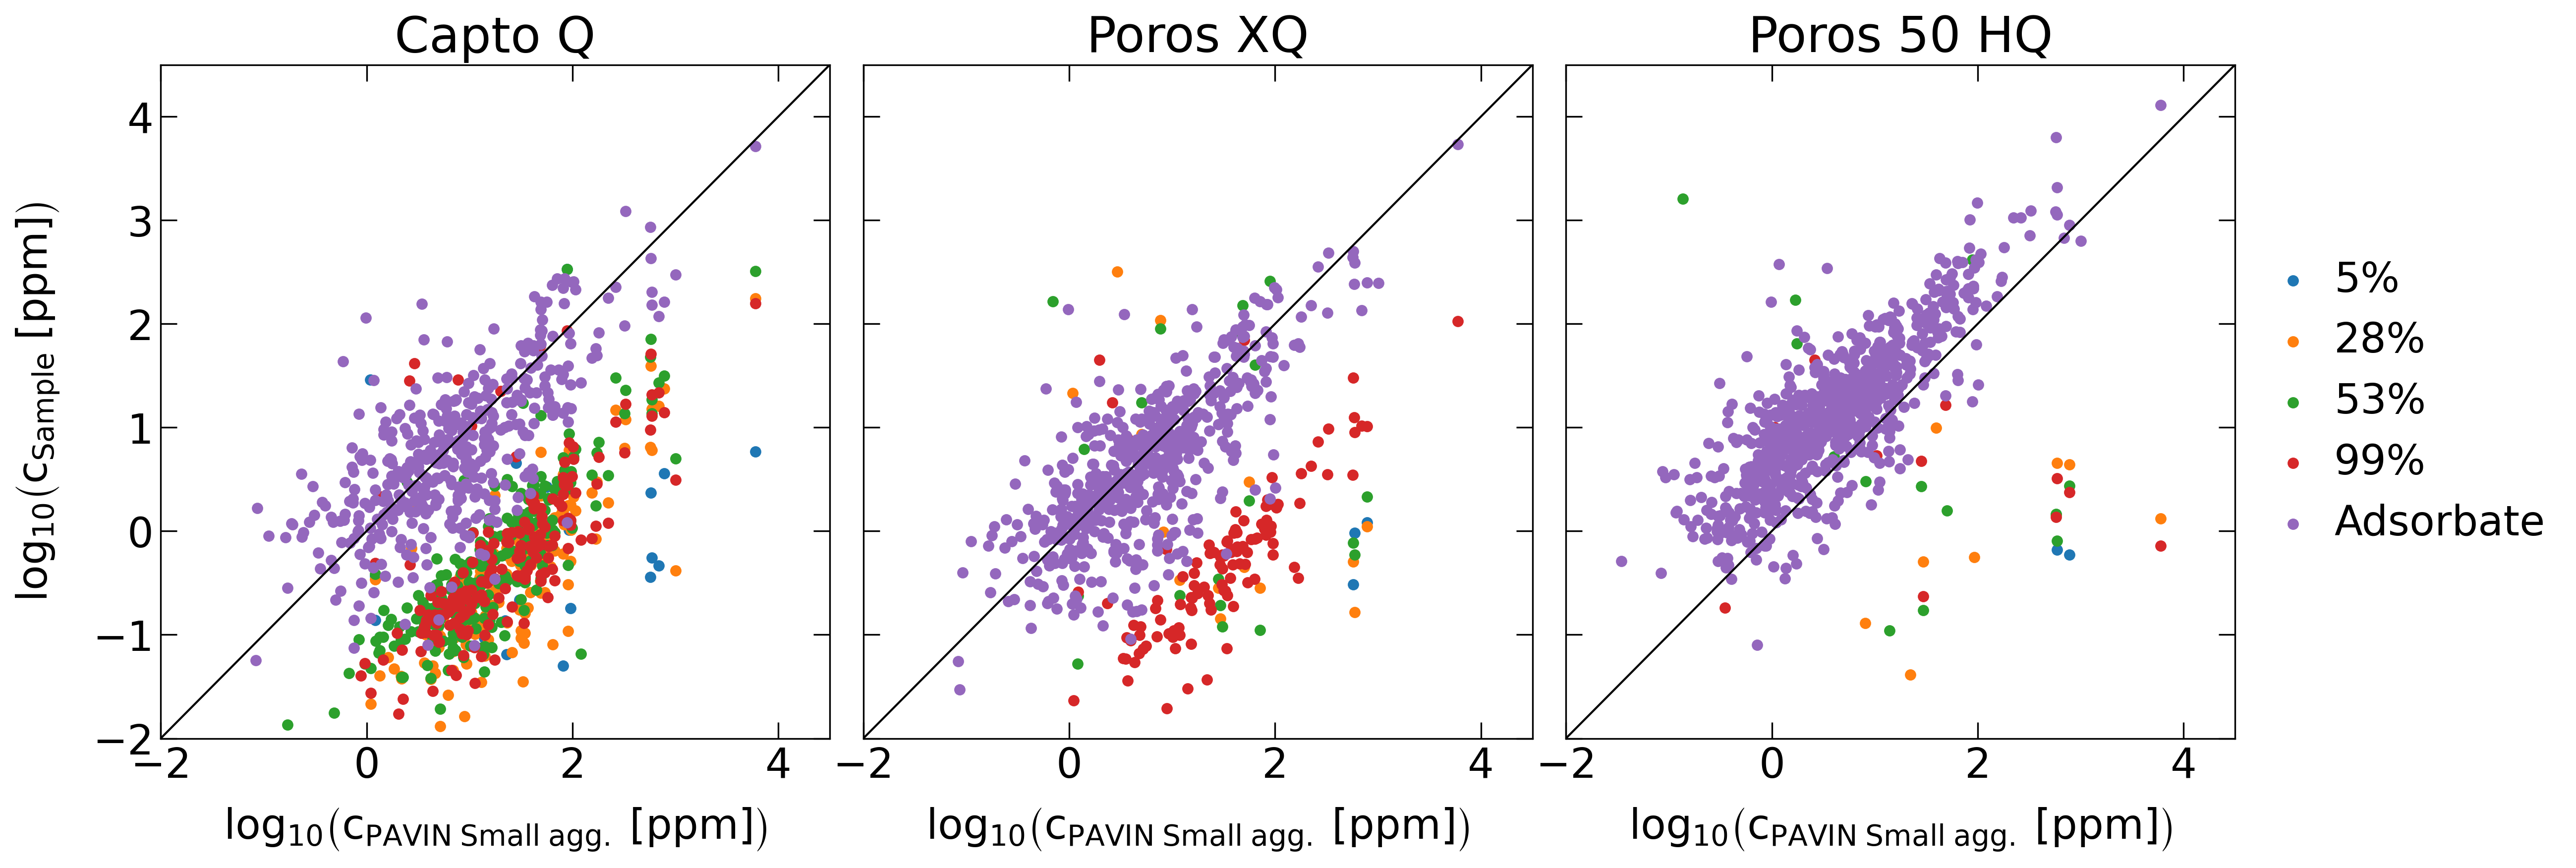 Capto Q
Poros XQ
Poros 50 HQ
log10(cSample [ppm])
4
3
2
1
0
−1
−2
−2 0 2 4
−2 0 2 4
−2 0 2 4
log10(cPAVIN Small agg. [ppm])
log10(cPAVIN Small agg. [ppm])
log10(cPAVIN Small agg. [ppm])
5%
28%
53%
99%
Adsorbate